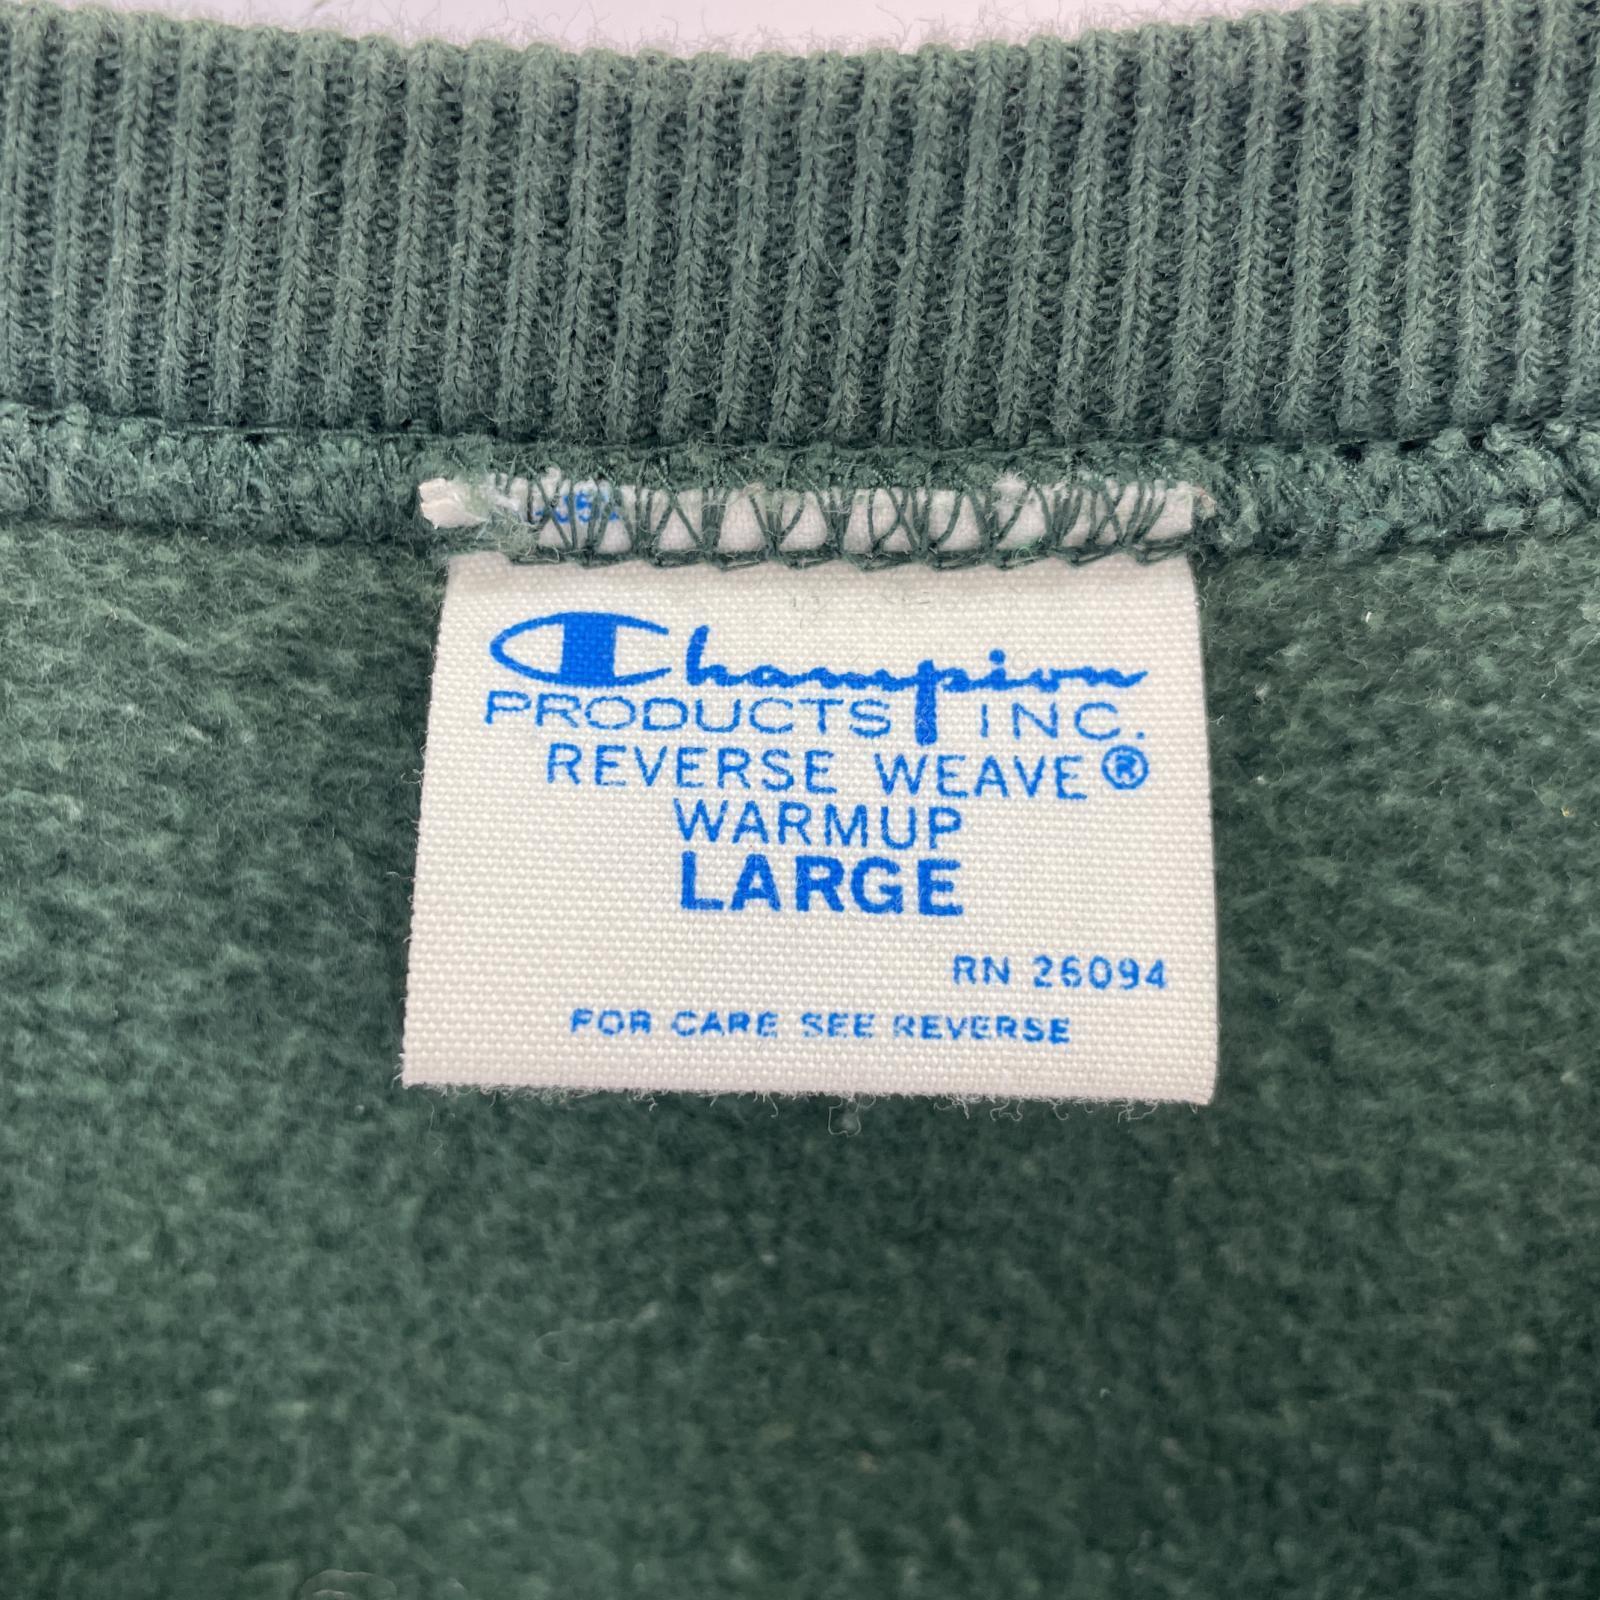 Champion
PRODUCTS INC.
REVERSE WEAVE®
WARMUP
LARGE
RN 26094
FOR CARE SEE REVERSE